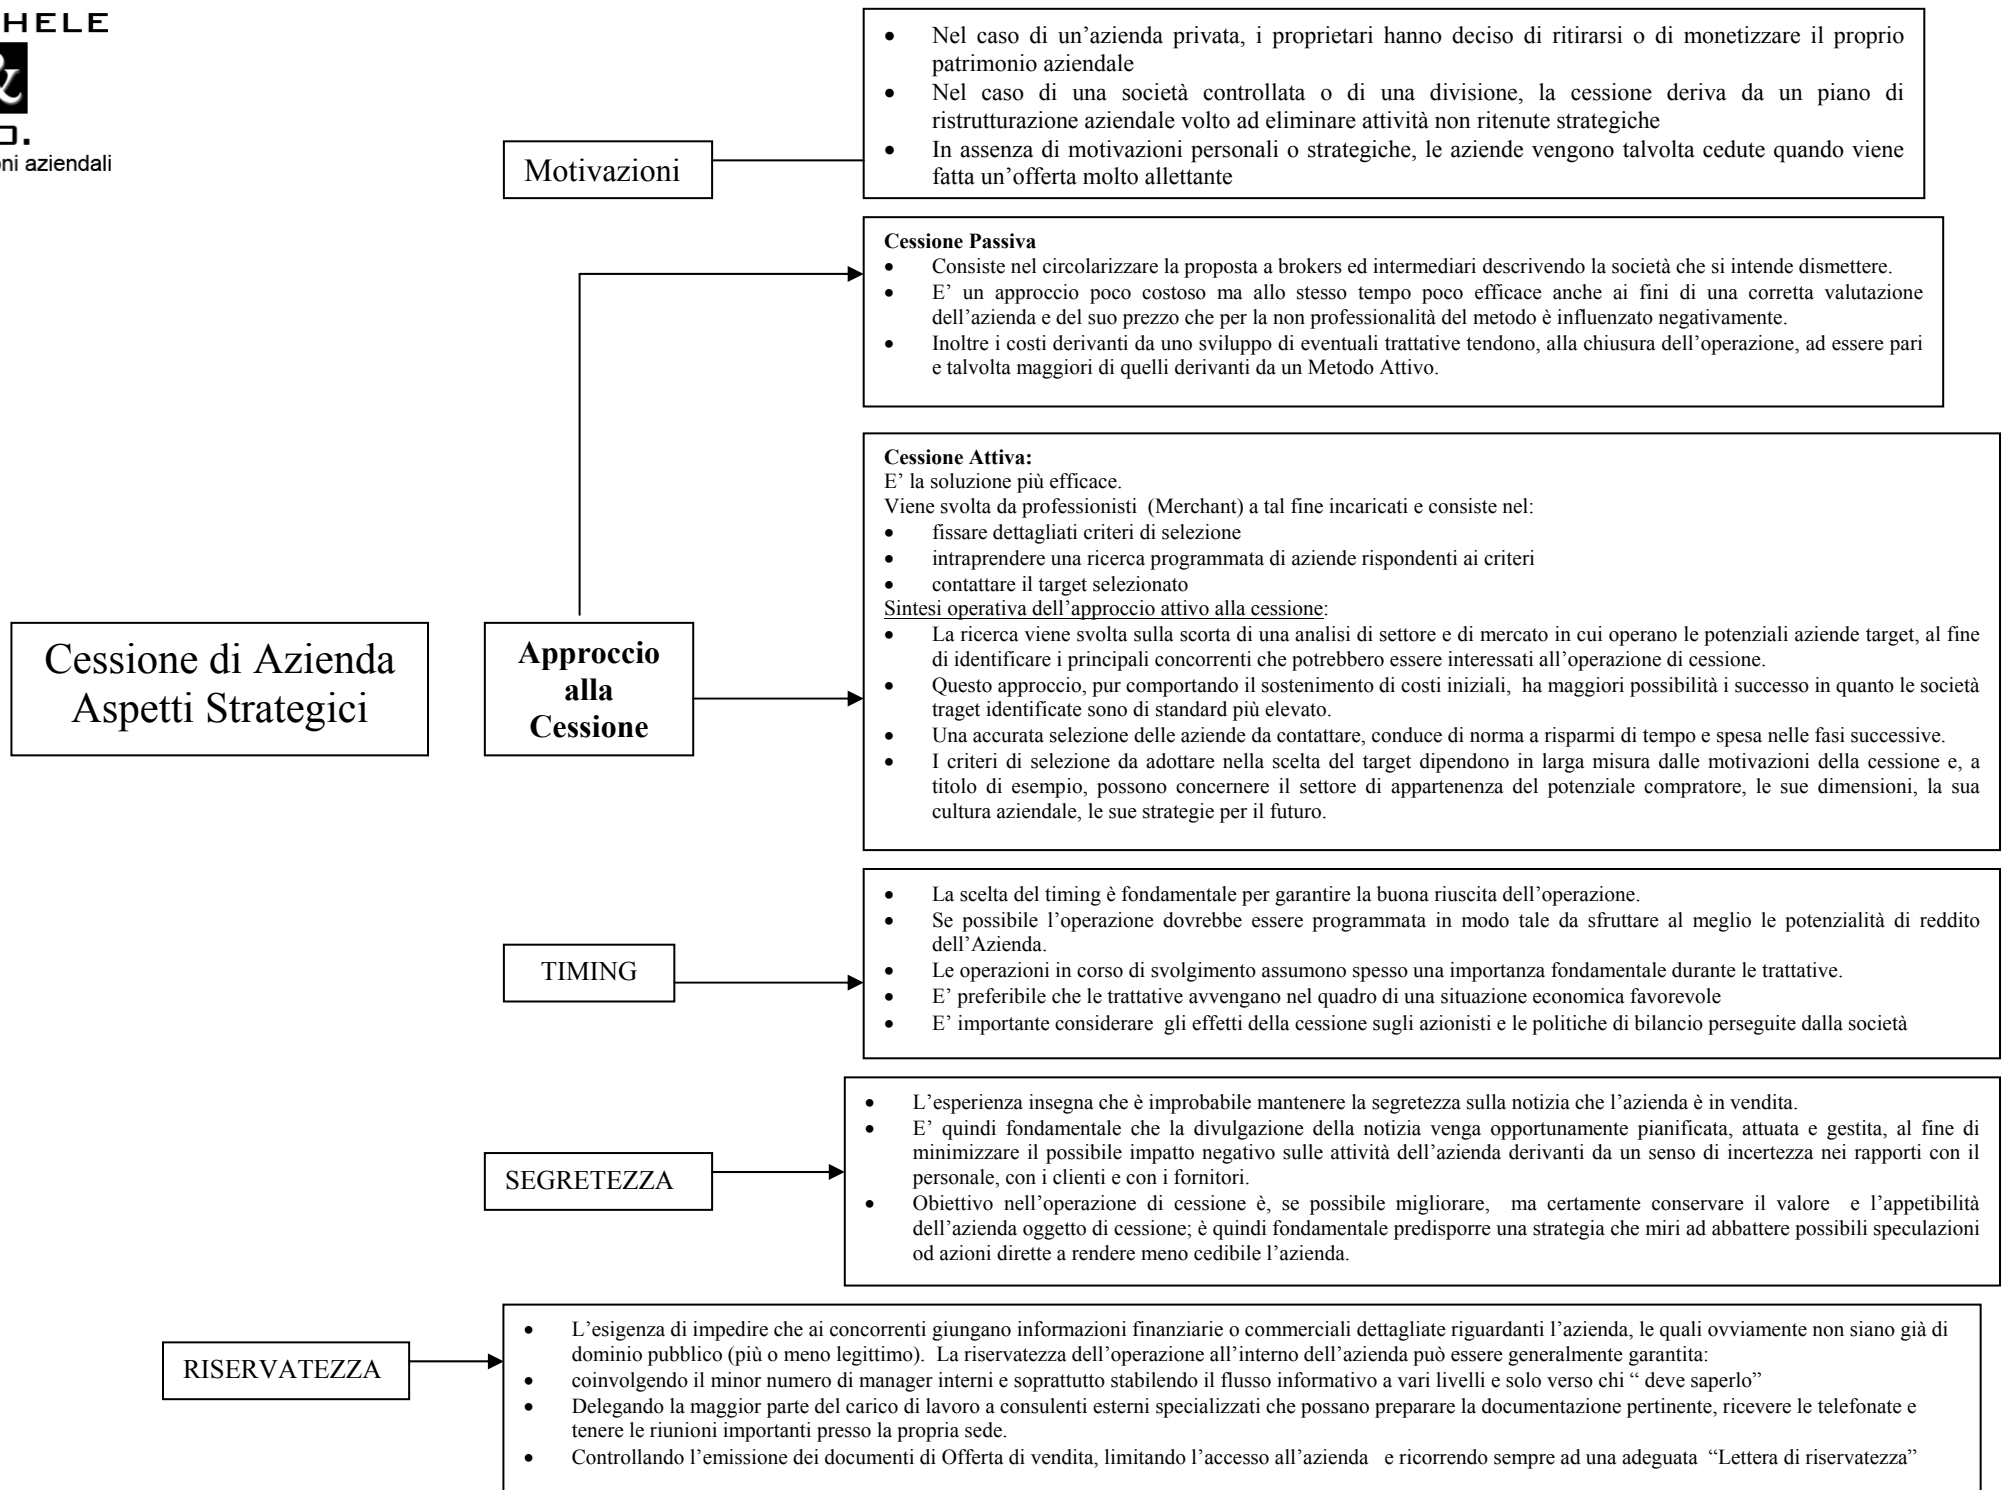 HELE
&
.
ni aziendali
Motivazioni
• Nel caso di un’azienda privata, i proprietari hanno deciso di ritirarsi o di monetizzare il proprio
patrimonio aziendale
• Nel caso di una società controllata o di una divisione, la cessione deriva da un piano di
ristrutturazione aziendale volto ad eliminare attività non ritenute strategiche
• In assenza di motivazioni personali o strategiche, le aziende vengono talvolta cedute quando viene
fatta un’offerta molto allettante
Cessione Passiva
• Consiste nel circolarizzare la proposta a brokers ed intermediari descrivendo la società che si intende dismettere.
• E’ un approccio poco costoso ma allo stesso tempo poco efficace anche ai fini di una corretta valutazione
dell’azienda e del suo prezzo che per la non professionalità del metodo è influenzato negativamente.
• Inoltre i costi derivanti da uno sviluppo di eventuali trattative tendono, alla chiusura dell’operazione, ad essere pari
e talvolta maggiori di quelli derivanti da un Metodo Attivo.
Cessione di Azienda
Aspetti Strategici
Approccio
alla
Cessione
Cessione Attiva:
E’ la soluzione più efficace.
Viene svolta da professionisti (Merchant) a tal fine incaricati e consiste nel:
• fissare dettagliati criteri di selezione
• intraprendere una ricerca programmata di aziende rispondenti ai criteri
• contattare il target selezionato
Sintesi operativa dell’approccio attivo alla cessione:
• La ricerca viene svolta sulla scorta di una analisi di settore e di mercato in cui operano le potenziali aziende target, al fine
di identificare i principali concorrenti che potrebbero essere interessati all’operazione di cessione.
• Questo approccio, pur comportando il sostenimento di costi iniziali, ha maggiori possibilità i successo in quanto le società
traget identificate sono di standard più elevato.
• Una accurata selezione delle aziende da contattare, conduce di norma a risparmi di tempo e spesa nelle fasi successive.
• I criteri di selezione da adottare nella scelta del target dipendono in larga misura dalle motivazioni della cessione e, a
titolo di esempio, possono concernere il settore di appartenenza del potenziale compratore, le sue dimensioni, la sua
cultura aziendale, le sue strategie per il futuro.
TIMING
• La scelta del timing è fondamentale per garantire la buona riuscita dell’operazione.
• Se possibile l’operazione dovrebbe essere programmata in modo tale da sfruttare al meglio le potenzialità di reddito
dell’Azienda.
• Le operazioni in corso di svolgimento assumono spesso una importanza fondamentale durante le trattative.
• E’ preferibile che le trattative avvengano nel quadro di una situazione economica favorevole
• E’ importante considerare gli effetti della cessione sugli azionisti e le politiche di bilancio perseguite dalla società
SEGRETEZZA
• L’esperienza insegna che è improbabile mantenere la segretezza sulla notizia che l’azienda è in vendita.
• E’ quindi fondamentale che la divulgazione della notizia venga opportunamente pianificata, attuata e gestita, al fine di
minimizzare il possibile impatto negativo sulle attività dell’azienda derivanti da un senso di incertezza nei rapporti con il
personale, con i clienti e con i fornitori.
• Obiettivo nell’operazione di cessione è, se possibile migliorare, ma certamente conservare il valore e l’appetibilità
dell’azienda oggetto di cessione; è quindi fondamentale predisporre una strategia che miri ad abbattere possibili speculazioni
od azioni dirette a rendere meno cedibile l’azienda.
RISERVATEZZA
• L’esigenza di impedire che ai concorrenti giungano informazioni finanziarie o commerciali dettagliate riguardanti l’azienda, le quali ovviamente non siano già di
dominio pubblico (più o meno legittimo). La riservatezza dell’operazione all’interno dell’azienda può essere generalmente garantita:
• coinvolgendo il minor numero di manager interni e soprattutto stabilendo il flusso informativo a vari livelli e solo verso chi “ deve saperlo”
• Delegando la maggior parte del carico di lavoro a consulenti esterni specializzati che possano preparare la documentazione pertinente, ricevere le telefonate e
tenere le riunioni importanti presso la propria sede.
• Controllando l’emissione dei documenti di Offerta di vendita, limitando l’accesso all’azienda e ricorrendo sempre ad una adeguata “Lettera di riservatezza”